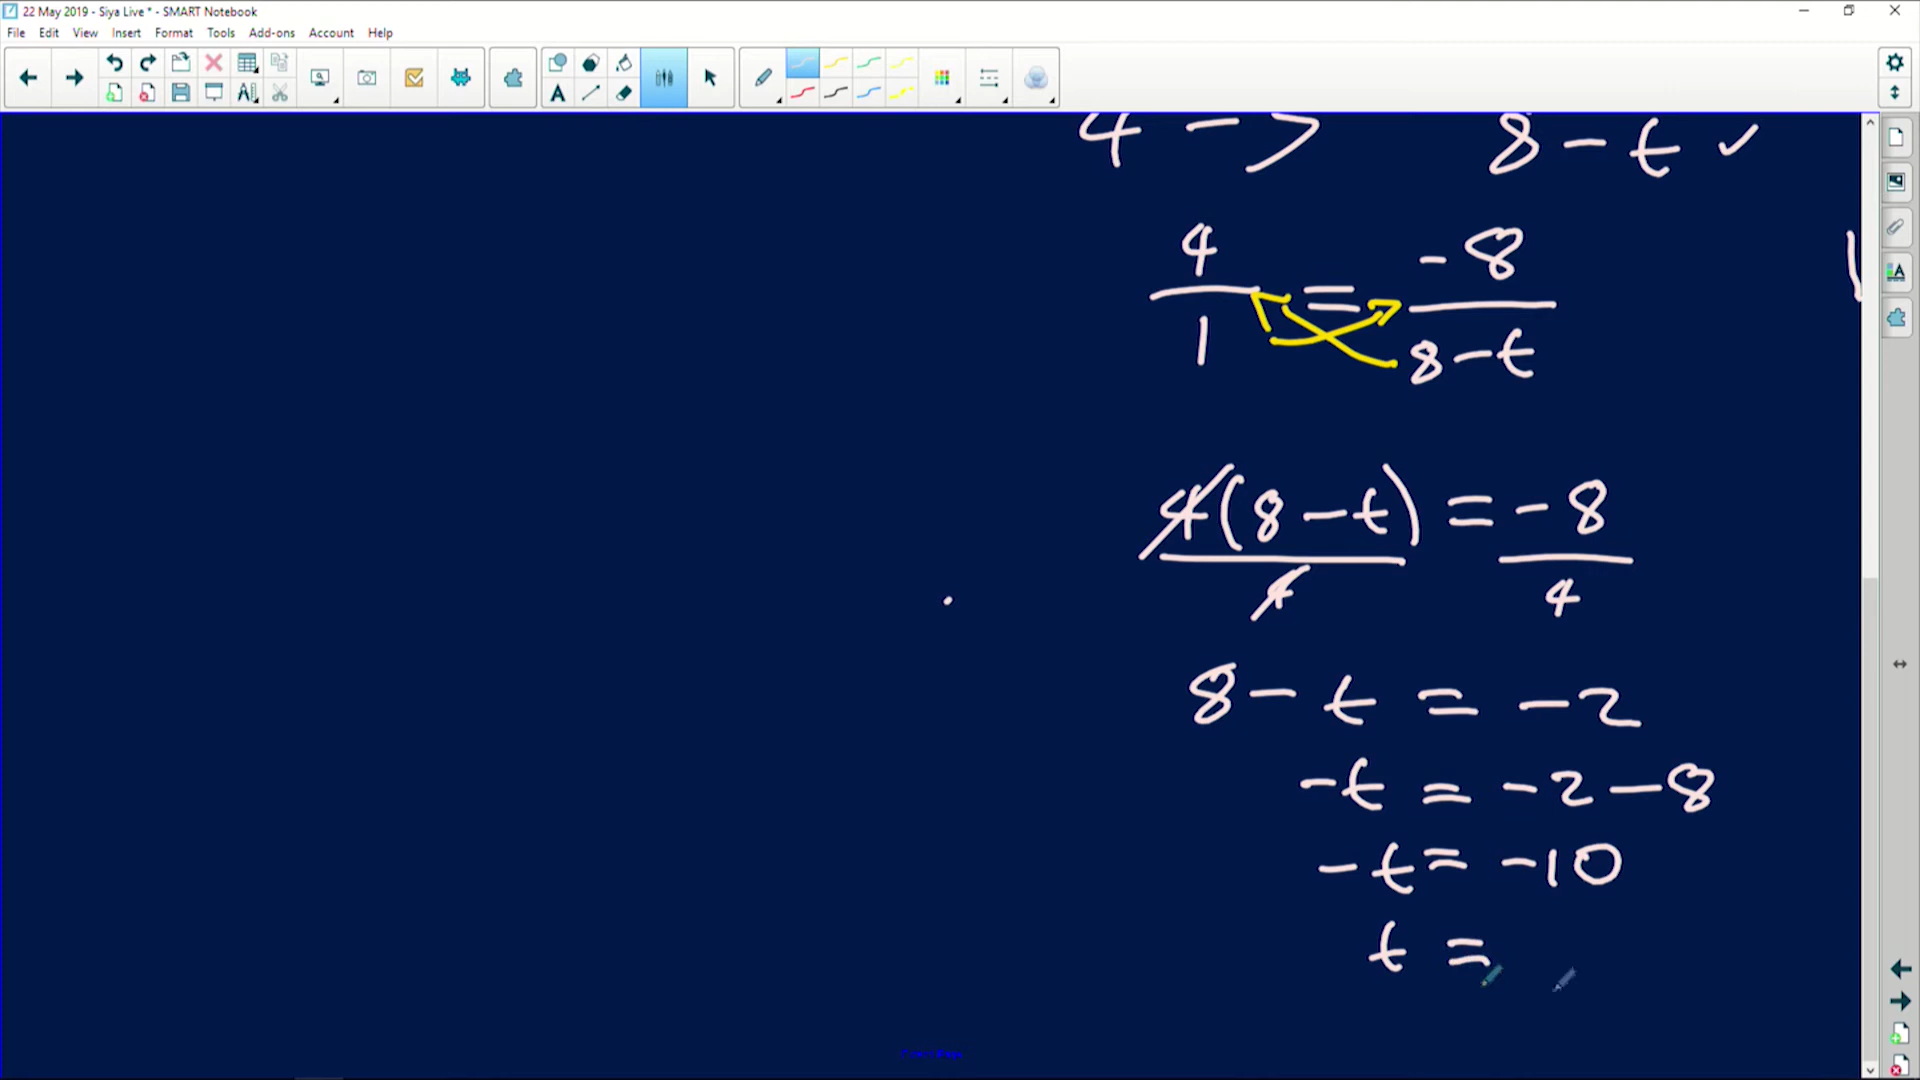 22 May 2019 - Siya Live * - SMART Notebook
File Edit View Insert Format Tools Add-ons Account Help
8 - t ✓
4/1 = -8/(8 - t)
4(8 - t)/4 = -8/4
8 - t = -2
-t = -2 - 8
-t = -10
t =